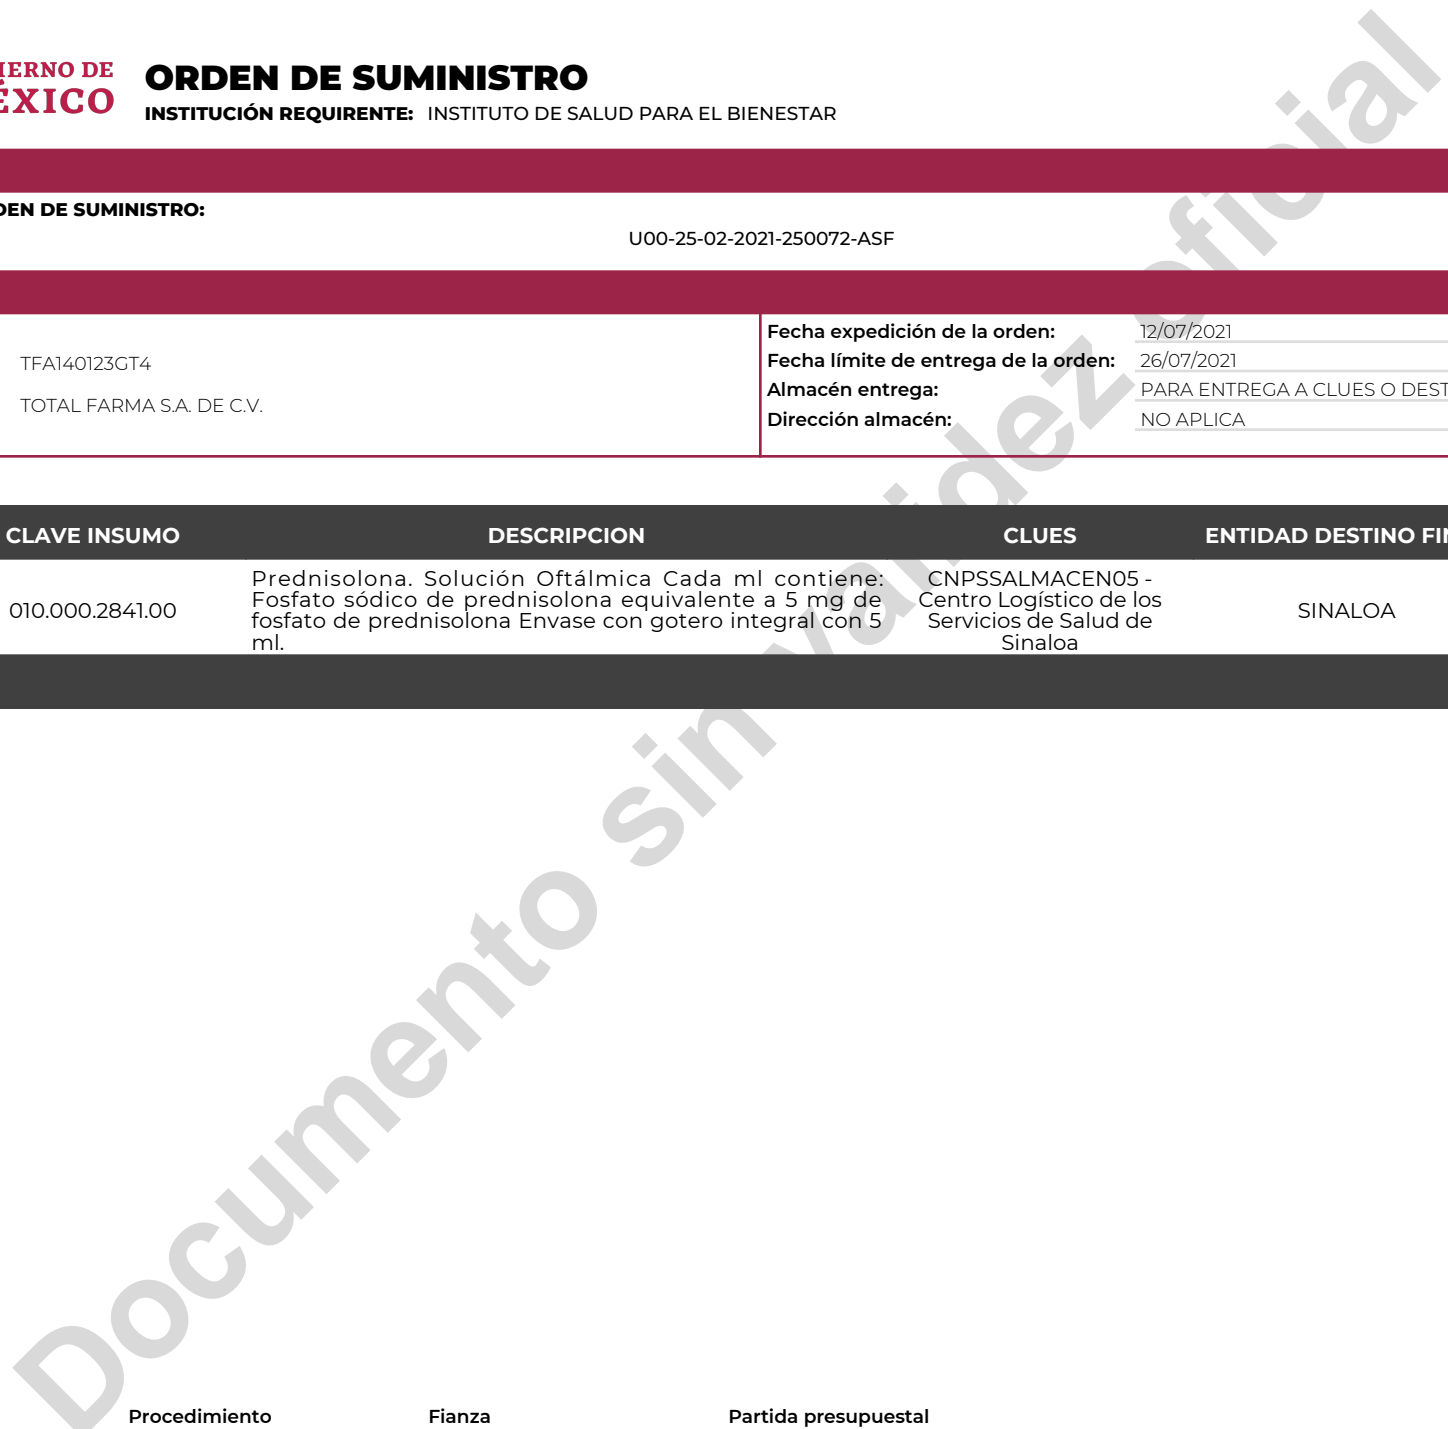 IERNO DE
ÉXICO
ORDEN DE SUMINISTRO
INSTITUCIÓN REQUIRENTE: INSTITUTO DE SALUD PARA EL BIENESTAR
DEN DE SUMINISTRO:
U00-25-02-2021-250072-ASF
TFA140123GT4
TOTAL FARMA S.A. DE C.V.
Fecha expedición de la orden: 12/07/2021
Fecha límite de entrega de la orden: 26/07/2021
Almacén entrega: PARA ENTREGA A CLUES O DEST
Dirección almacén: NO APLICA
CLAVE INSUMO DESCRIPCION CLUES ENTIDAD DESTINO FIN
010.000.2841.00
Prednisolona. Solución Oftálmica Cada ml contiene:
Fosfato sódico de prednisolona equivalente a 5 mg de
fosfato de prednisolona Envase con gotero integral con 5
ml.
CNPSSALMACEN05 -
Centro Logístico de los
Servicios de Salud de
Sinaloa
SINALOA
Documento sin validez oficial
Procedimiento Fianza Partida presupuestal